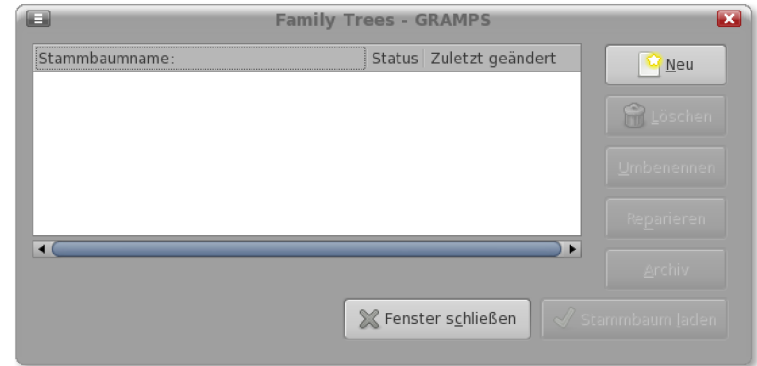 Family Trees - GRAMPS
Stammbaumname: Status Zuletzt geändert
Neu
Löschen
Umbenennen
Reparieren
Archiv
Fenster schließen
Stammbaum laden